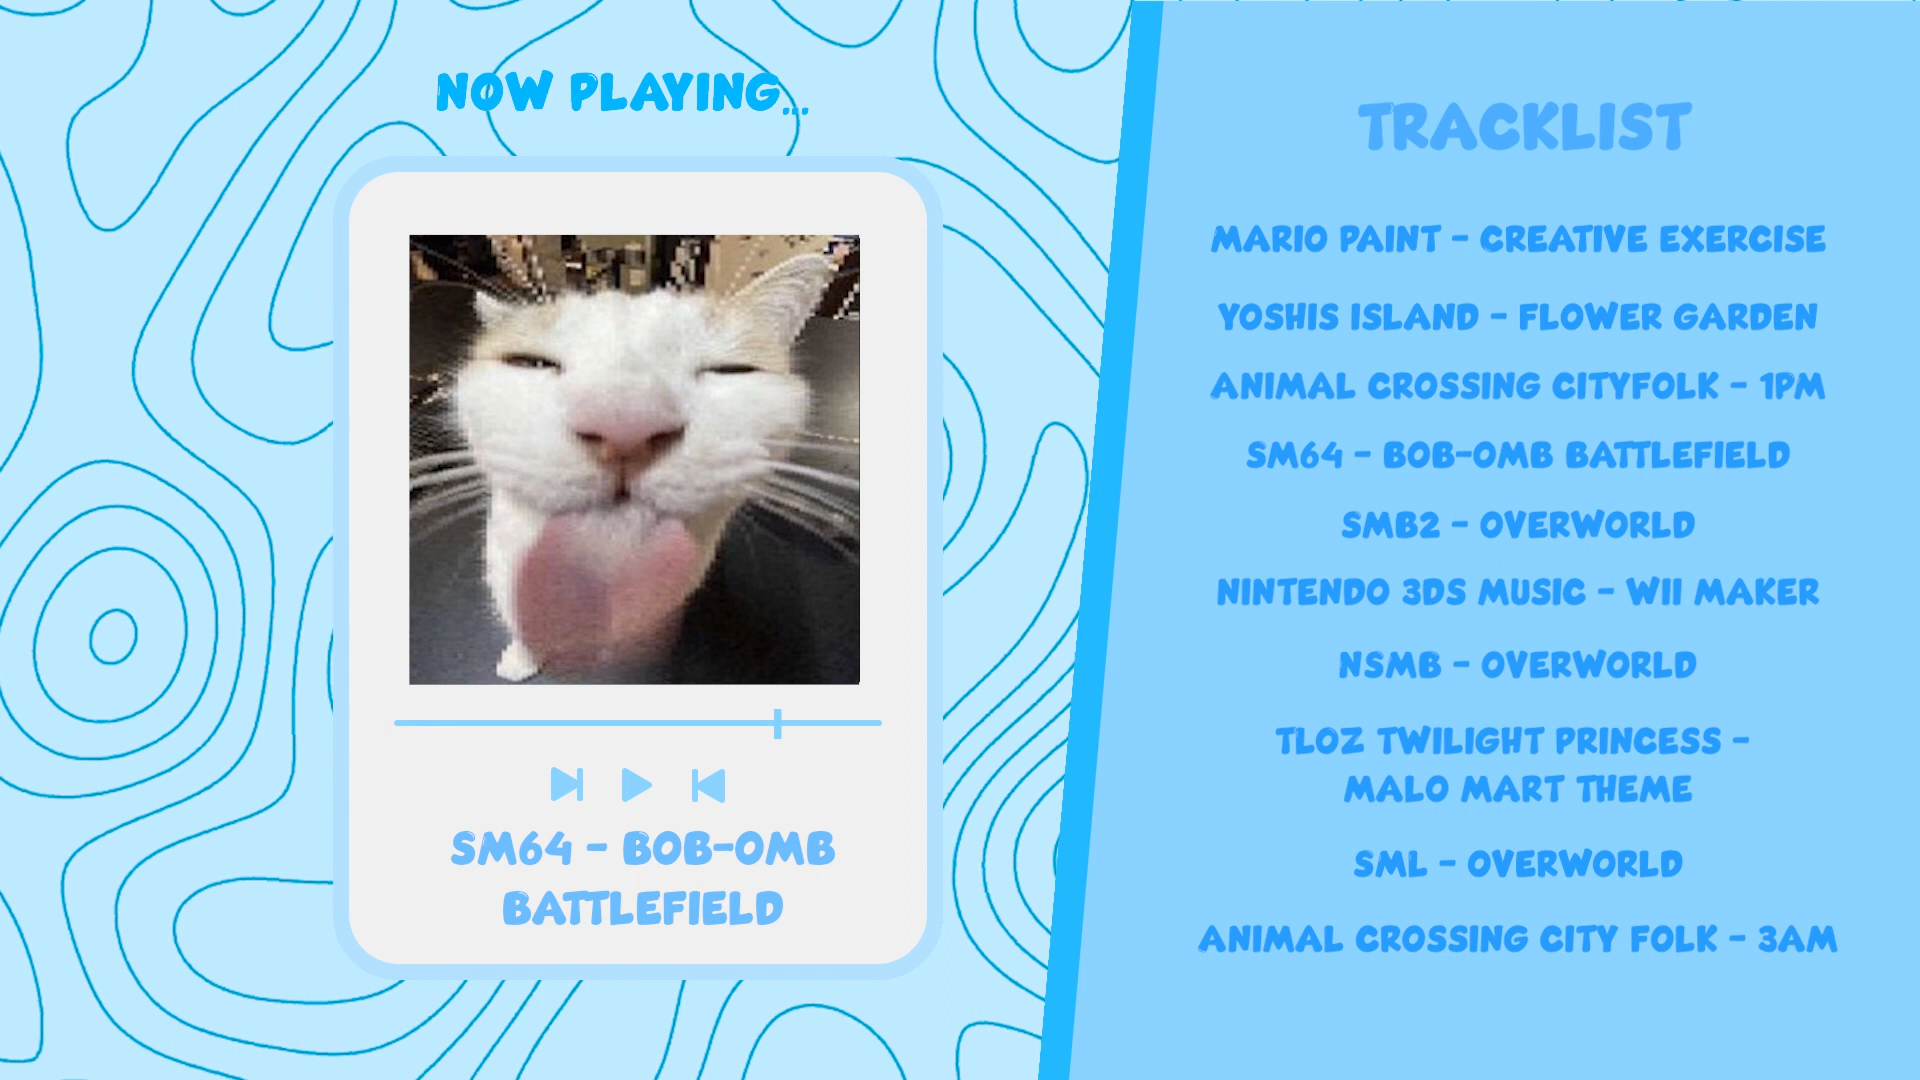 NOW PLAYING...
SM64 - BOB-OMB
BATTLEFIELD
TRACKLIST
MARIO PAINT - CREATIVE EXERCISE
YOSHIS ISLAND - FLOWER GARDEN
ANIMAL CROSSING CITYFOLK - 1PM
SM64 - BOB-OMB BATTLEFIELD
SMB2 - OVERWORLD
NINTENDO 3DS MUSIC - WII MAKER
NSMB - OVERWORLD
TLOZ TWILIGHT PRINCESS -
MALO MART THEME
SML - OVERWORLD
ANIMAL CROSSING CITY FOLK - 3AM